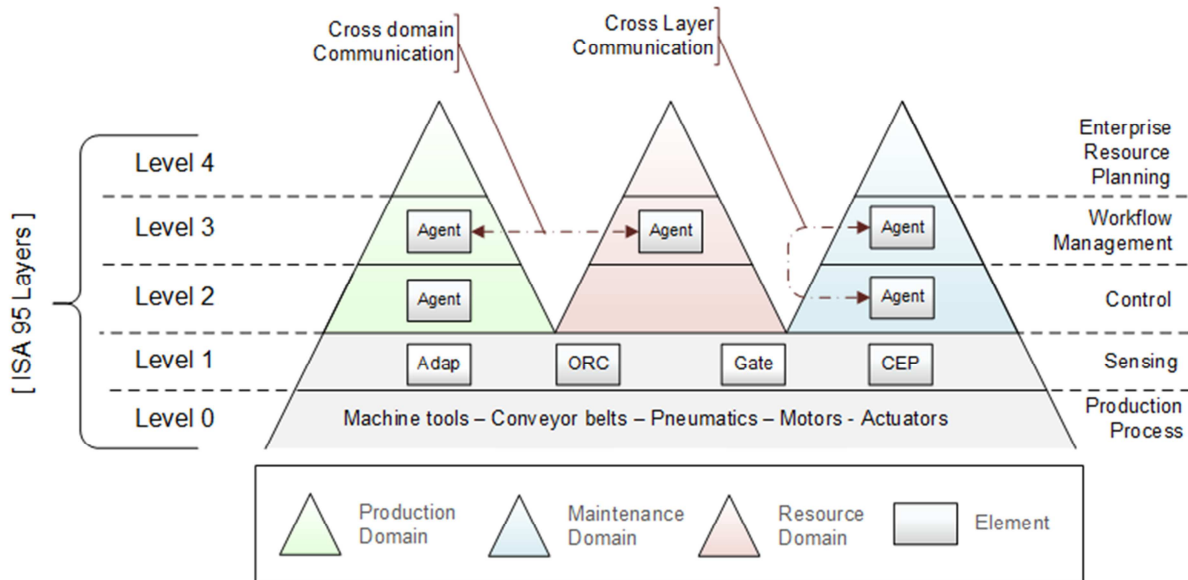 Cross domain
Communication
Cross Layer
Communication
[ ISA 95 Layers ]
Level 4
Enterprise
Resource
Planning
Level 3
Agent
Agent
Agent
Workflow
Management
Level 2
Agent
Agent
Control
Level 1
Adap
ORC
Gate
CEP
Sensing
Level 0
Machine tools – Conveyor belts – Pneumatics – Motors - Actuators
Production
Process
Production
Domain
Maintenance
Domain
Resource
Domain
Element